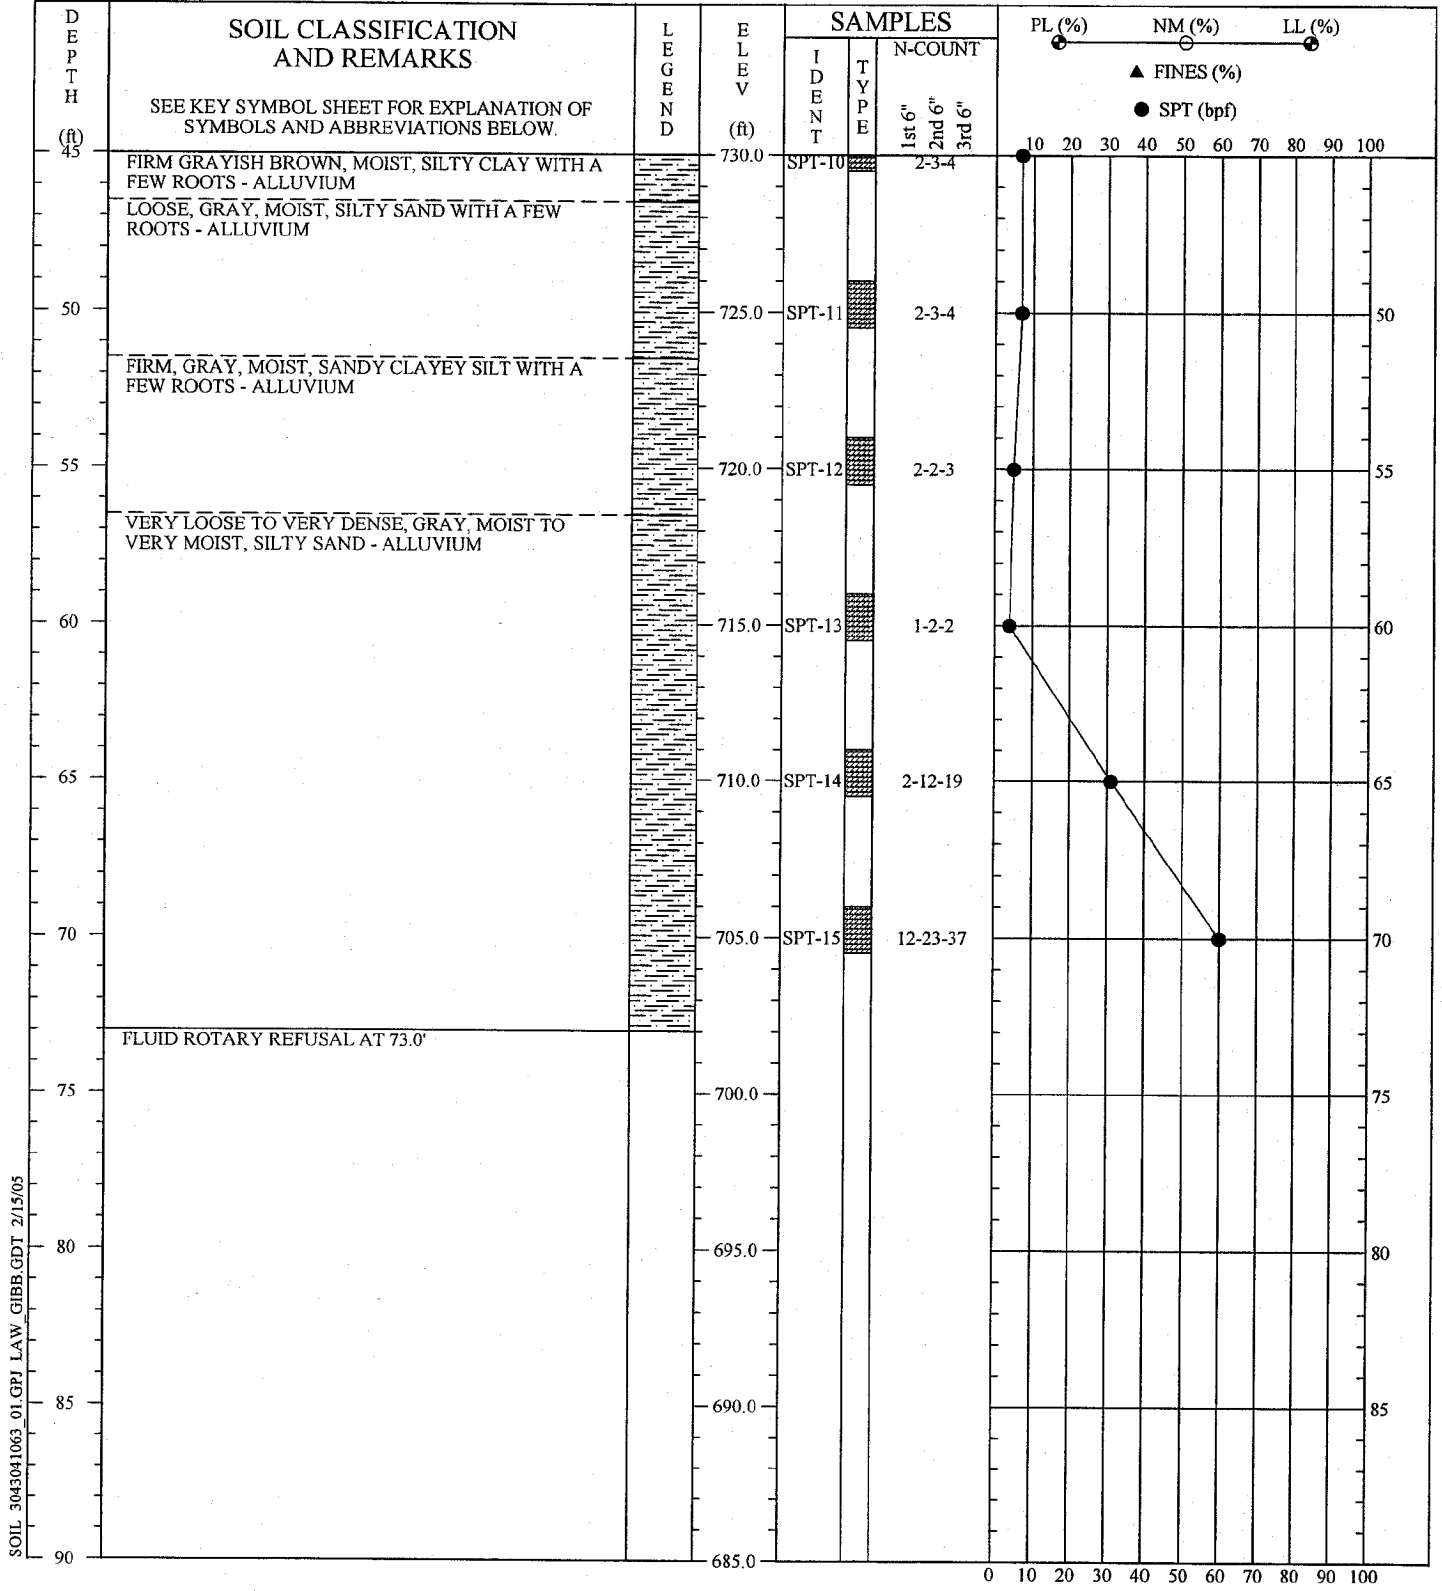 DEPTH
(ft)
SOIL CLASSIFICATION
AND REMARKS
SEE KEY SYMBOL SHEET FOR EXPLANATION OF
SYMBOLS AND ABBREVIATIONS BELOW.
LEGEND
ELEV
(ft)
SAMPLES
IDENT
TYPE
N-COUNT
1st 6"
2nd 6"
3rd 6"
PL (%) NM (%) LL (%)
▲ FINES (%)
● SPT (bpf)
10 20 30 40 50 60 70 80 90 100
45
FIRM GRAYISH BROWN, MOIST, SILTY CLAY WITH A
FEW ROOTS - ALLUVIUM
730.0 SPT-10 2-3-4
LOOSE, GRAY, MOIST, SILTY SAND WITH A FEW
ROOTS - ALLUVIUM
50 725.0 SPT-11 2-3-4 50
FIRM, GRAY, MOIST, SANDY CLAYEY SILT WITH A
FEW ROOTS - ALLUVIUM
55 720.0 SPT-12 2-2-3 55
VERY LOOSE TO VERY DENSE, GRAY, MOIST TO
VERY MOIST, SILTY SAND - ALLUVIUM
60 715.0 SPT-13 1-2-2 60
65 710.0 SPT-14 2-12-19 65
70 705.0 SPT-15 12-23-37 70
FLUID ROTARY REFUSAL AT 73.0'
75 700.0 75
80 695.0 80
85 690.0 85
90 685.0
0 10 20 30 40 50 60 70 80 90 100
SOIL 3043041063_01.GPJ LAW_GIBB.GDT 2/15/05